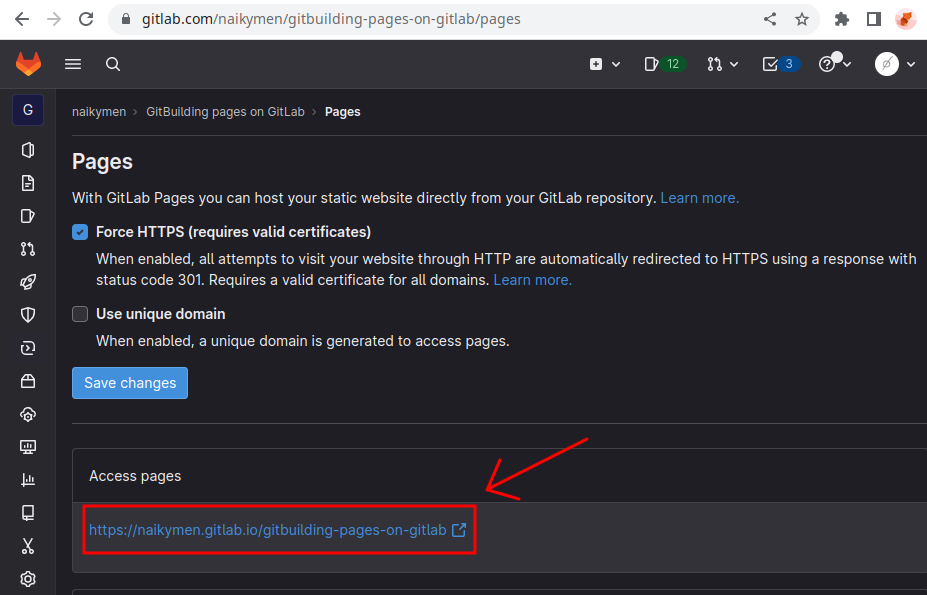 gitlab.com/naikymen/gitbuilding-pages-on-gitlab/pages
12
3
G
naikymen › GitBuilding pages on GitLab › Pages
Pages
With GitLab Pages you can host your static website directly from your GitLab repository. Learn more.
Force HTTPS (requires valid certificates)
When enabled, all attempts to visit your website through HTTP are automatically redirected to HTTPS using a response with
status code 301. Requires a valid certificate for all domains. Learn more.
Use unique domain
When enabled, a unique domain is generated to access pages.
Save changes
Access pages
https://naikymen.gitlab.io/gitbuilding-pages-on-gitlab